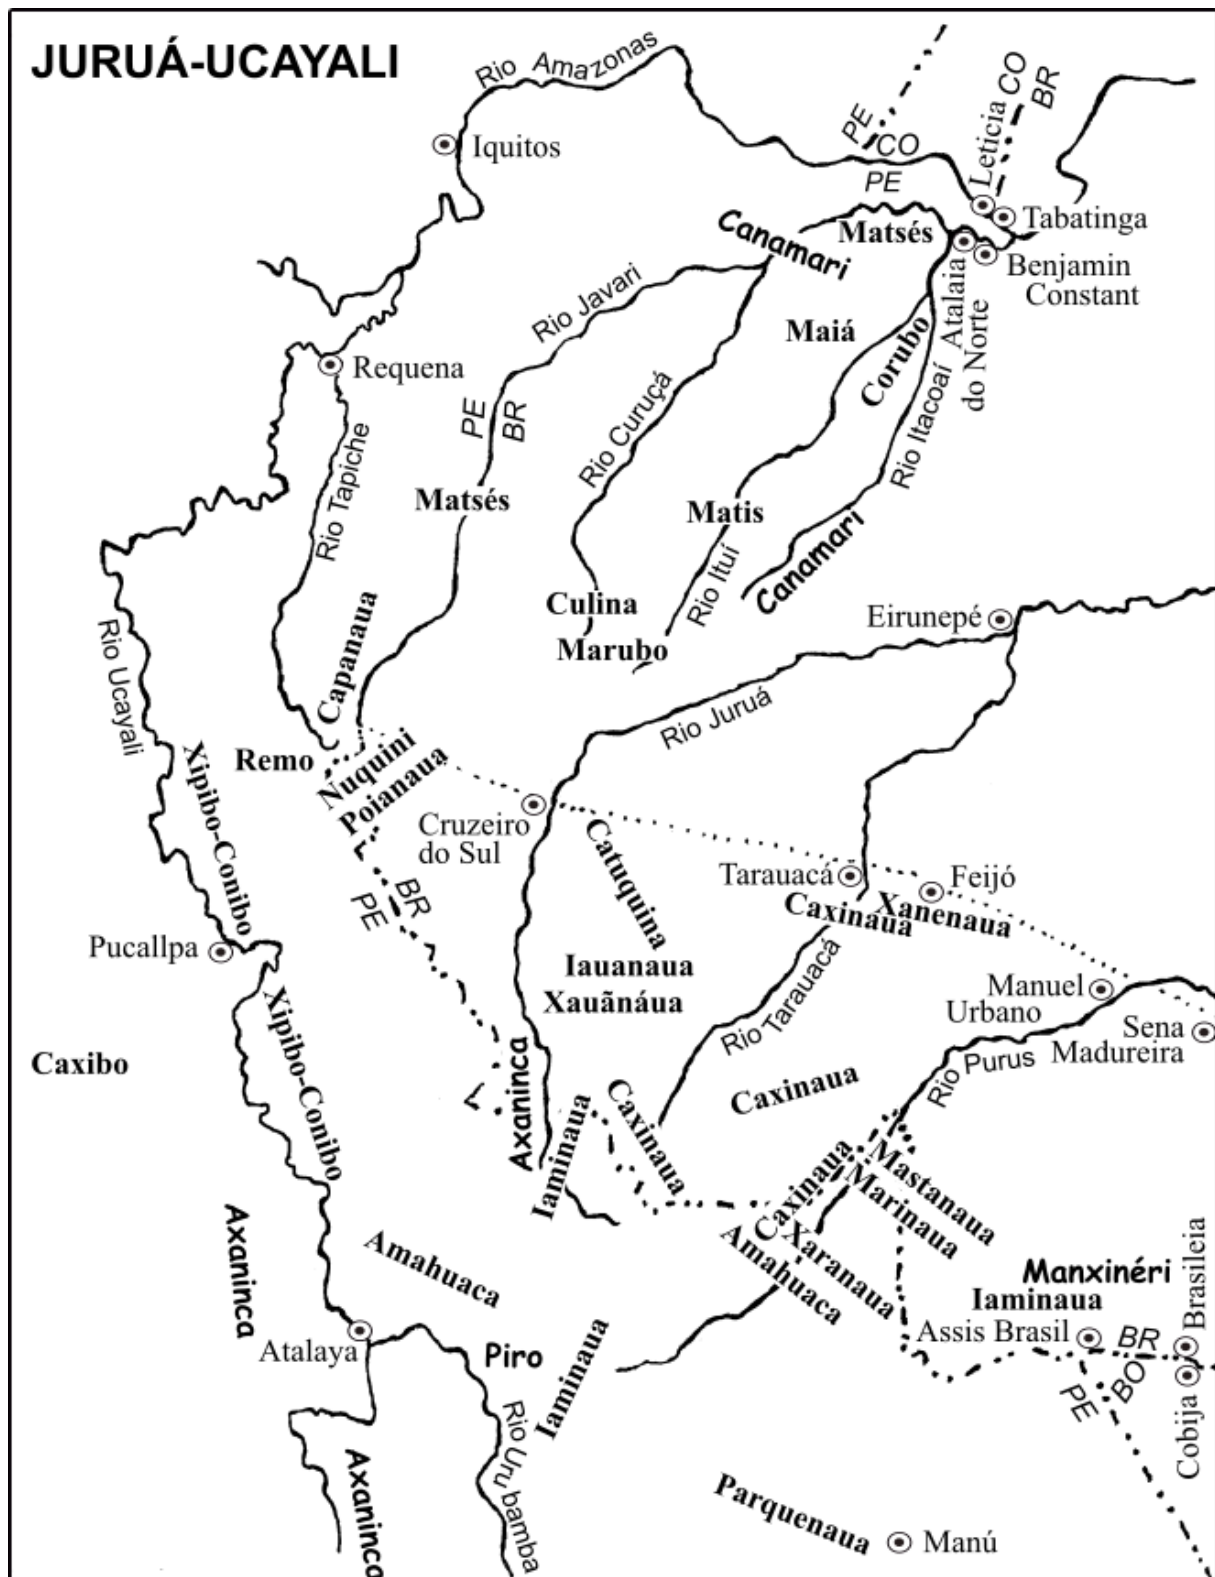 JURUÁ-UCAYALI
Rio Amazonas
PE
CO
CO
BR
Leticia
Iquitos
PE
Tabatinga
Canamari
Matsés
Atalaia
do Norte
Benjamin
Constant
Rio Javari
Maiá
Corubo
Requena
PE
BR
Rio Curuçá
Rio Itacoaí
Rio Tapiche
Matsés
Matis
Canamari
Rio Ituí
Culina
Eirunepé
Marubo
Capanaua
Rio Ucayali
Rio Juruá
Remo
Nuquini
Poianaua
Xipibo-Conibo
Cruzeiro
do Sul
Catuquina
Tarauacá
Feijó
BR
PE
Caxinaua
Xanenaua
Pucallpa
Iauanaua
Xauãnáua
Rio Tarauacá
Manuel
Urbano
Sena
Madureira
Rio Purus
Xipibo-Conibo
Caxibo
Axaninca
Iaminaua
Caxinaua
Caxinaua
Caxinaua
Mastanaua
Marinaua
Axaninca
Amahuaca
Xaranaua
Amahuaca
Manxinéri
Iaminaua
Brasileia
Assis Brasil
BR
Atalaya
Piro
Iaminaua
BO
PE
Cobija
Rio Urubamba
Axaninca
Parquenaua
Manú